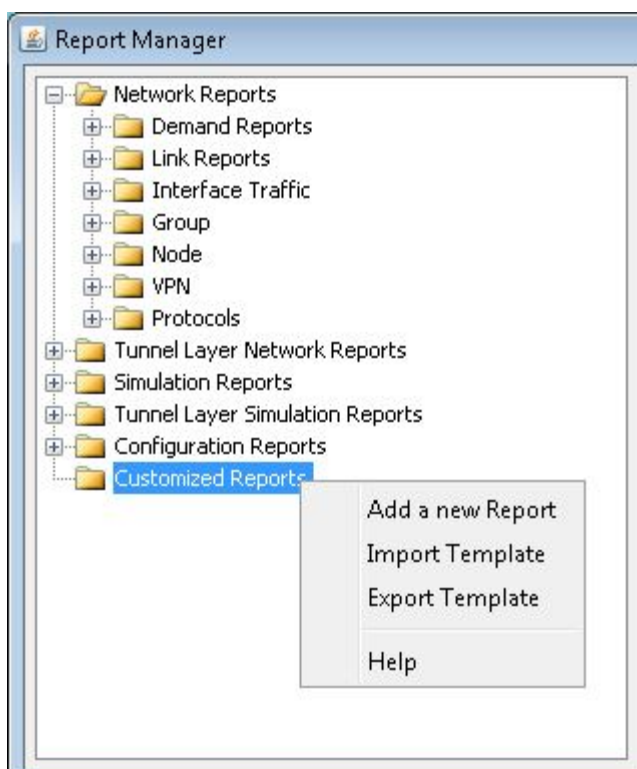 Report Manager
Network Reports
Demand Reports
Link Reports
Interface Traffic
Group
Node
VPN
Protocols
Tunnel Layer Network Reports
Simulation Reports
Tunnel Layer Simulation Reports
Configuration Reports
Customized Reports
Add a new Report
Import Template
Export Template
Help